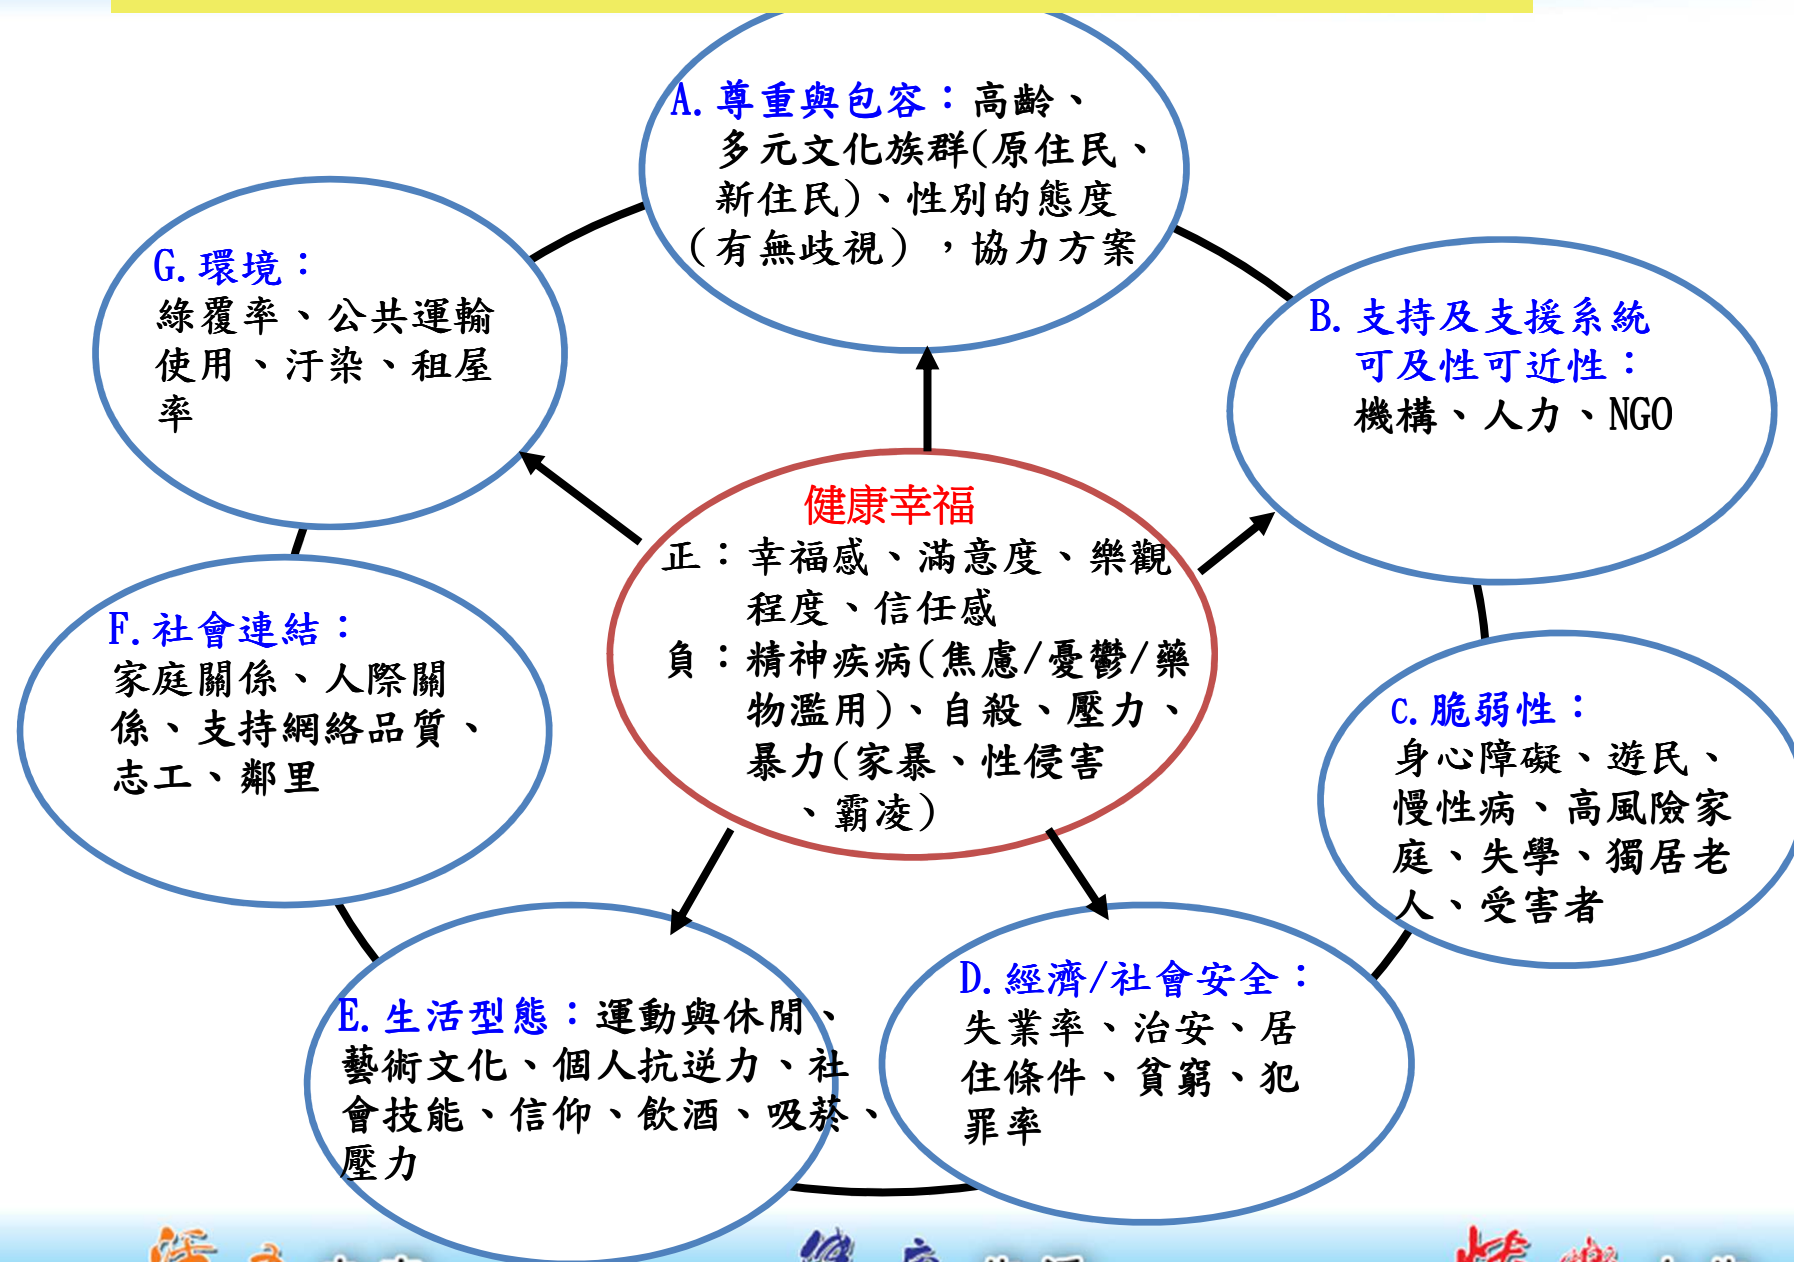 A.尊重與包容：高齡、
多元文化族群(原住民、
新住民)、性別的態度
(有無歧視)，協力方案
B.支持及支援系統
可及性可近性：
機構、人力、NGO
C.脆弱性：
身心障礙、遊民、
慢性病、高風險家
庭、失學、獨居老
人、受害者
D.經濟/社會安全：
失業率、治安、居
住條件、貧窮、犯
罪率
E.生活型態：運動與休閒、
藝術文化、個人抗逆力、社
會技能、信仰、飲酒、吸菸、
壓力
F.社會連結：
家庭關係、人際關
係、支持網絡品質、
志工、鄰里
G.環境：
綠覆率、公共運輸
使用、汙染、租屋
率
健康幸福
正：幸福感、滿意度、樂觀
程度、信任感
負：精神疾病(焦慮/憂鬱/藥
物濫用)、自殺、壓力、
暴力(家暴、性侵害
、霸凌)